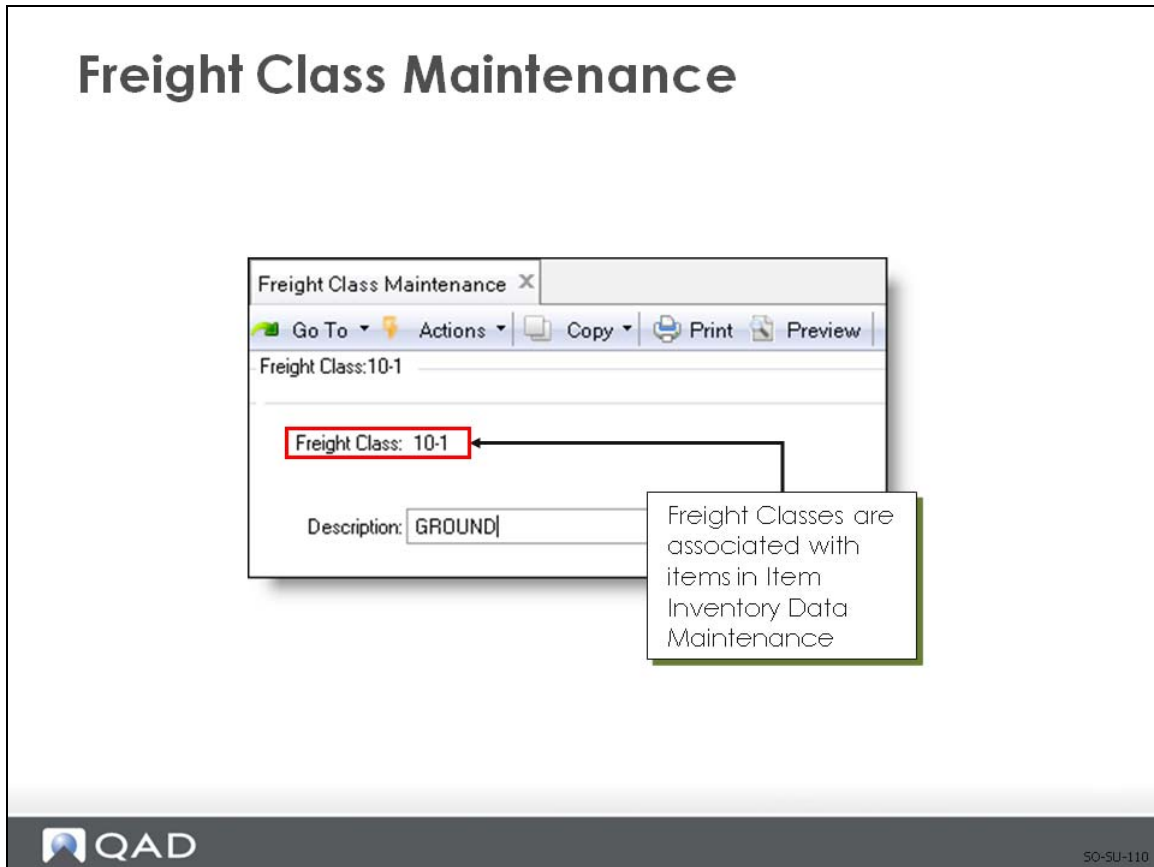 Freight Class Maintenance
Freight Class Maintenance X
Go To Actions Copy Print Preview
Freight Class:10-1
Freight Class: 10-1
Description: GROUND
Freight Classes are
associated with
items in Item
Inventory Data
Maintenance
QAD
SO-SU-110